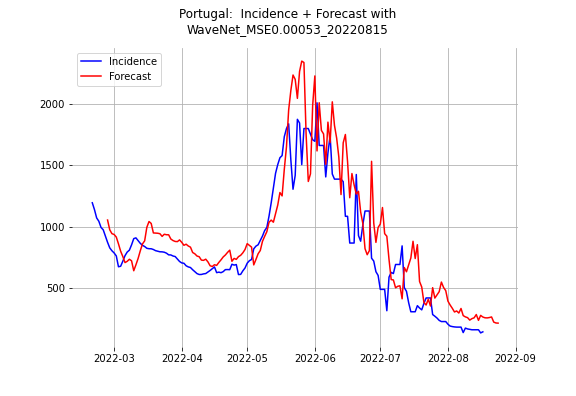 Portugal:  Incidence + Forecast with
WaveNet_MSE0.00053_20220815
Incidence
Forecast
2000
1500
1000
500
2022-03 2022-04 2022-05 2022-06 2022-07 2022-08 2022-09